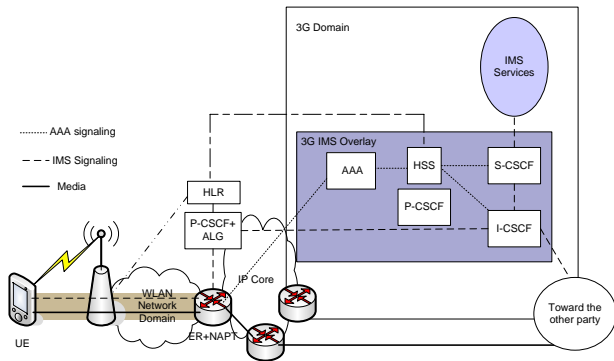 3G Domain
IMS
Services
AAA signaling
IMS Signaling
Media
3G IMS Overlay
AAA
HSS
S-CSCF
P-CSCF
I-CSCF
HLR
P-CSCF+
ALG
IP Core
WLAN
Network
Domain
ER+NAPT
UE
Toward the
other party